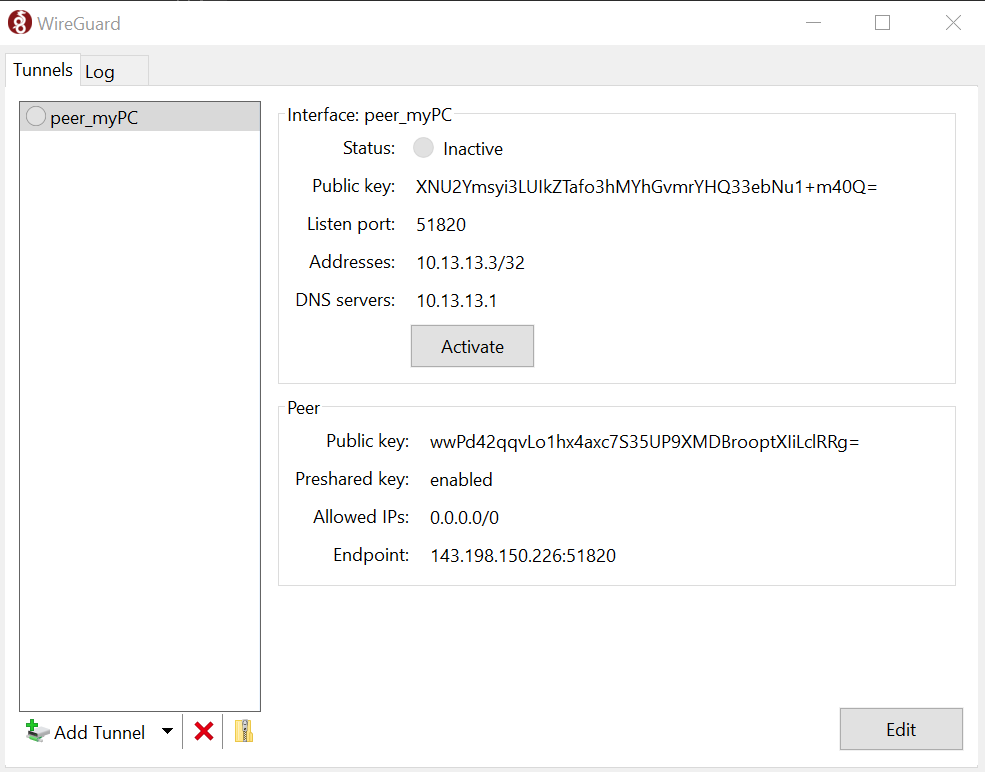 WireGuard
Tunnels
Log
peer_myPC
Interface: peer_myPC
Status: Inactive
Public key: XNU2Ymsyi3LUIkZTafo3hMYhGvmrYHQ33ebNu1+m40Q=
Listen port: 51820
Addresses: 10.13.13.3/32
DNS servers: 10.13.13.1
Activate
Peer
Public key: wwPd42qqvLo1hx4axc7S35UP9XMDBrooptXIiLclRRg=
Preshared key: enabled
Allowed IPs: 0.0.0.0/0
Endpoint: 143.198.150.226:51820
Add Tunnel
Edit